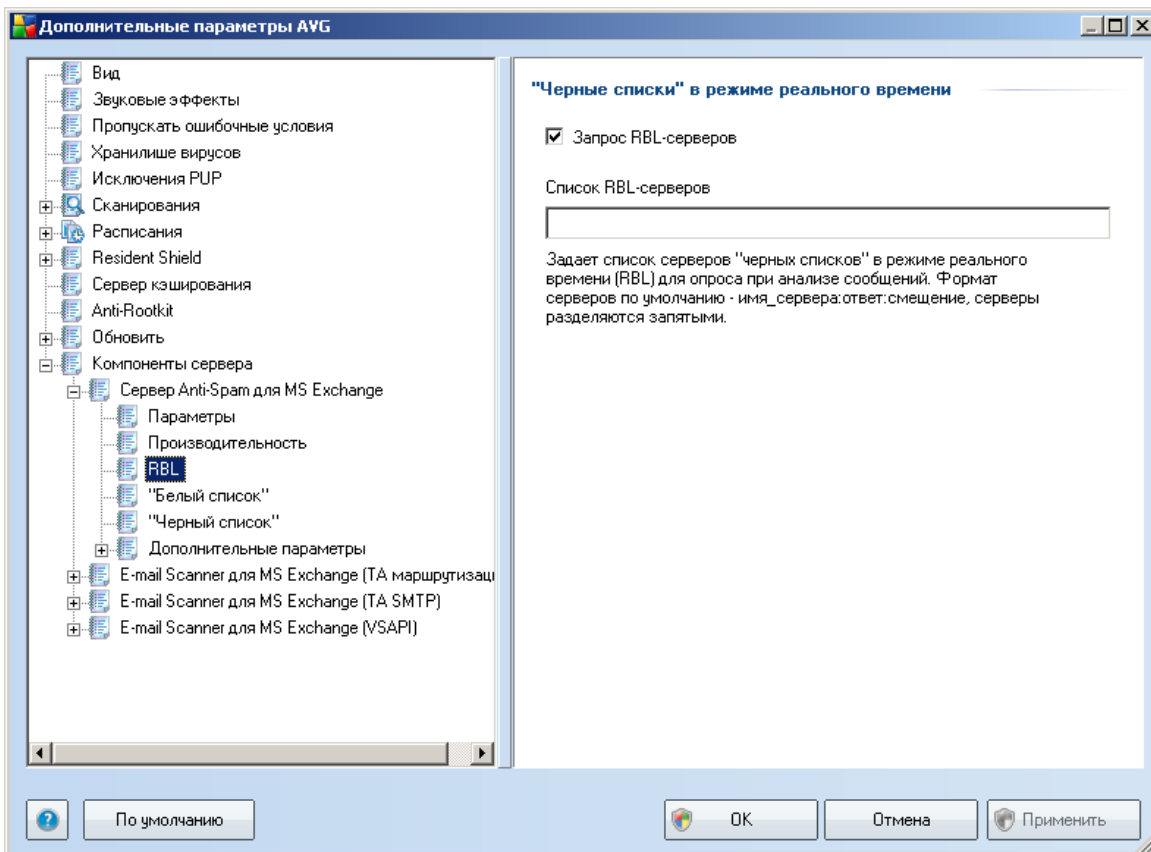 Дополнительные параметры AVG
Вид
Звуковые эффекты
Пропускать ошибочные условия
Хранилише вирусов
Исключения PUP
Сканирования
Расписания
Resident Shield
Сервер кэширования
Anti-Rootkit
Обновить
Компоненты сервера
Сервер Anti-Spam для MS Exchange
Параметры
Производительность
RBL
"Белый список"
"Черный список"
Дополнительные параметры
E-mail Scanner для MS Exchange (TA маршрутизаци
E-mail Scanner для MS Exchange (TA SMTP)
E-mail Scanner для MS Exchange (VSAPI)
"Черные списки" в режиме реального времени
Запрос RBL-серверов
Список RBL-серверов
Задает список серверов "черных списков" в режиме реального
времени (RBL) для опроса при анализе сообщений. Формат
серверов по умолчанию - имя_сервера:ответ:смещение, серверы
разделяются запятыми.
По умолчанию
OK
Отмена
Применить